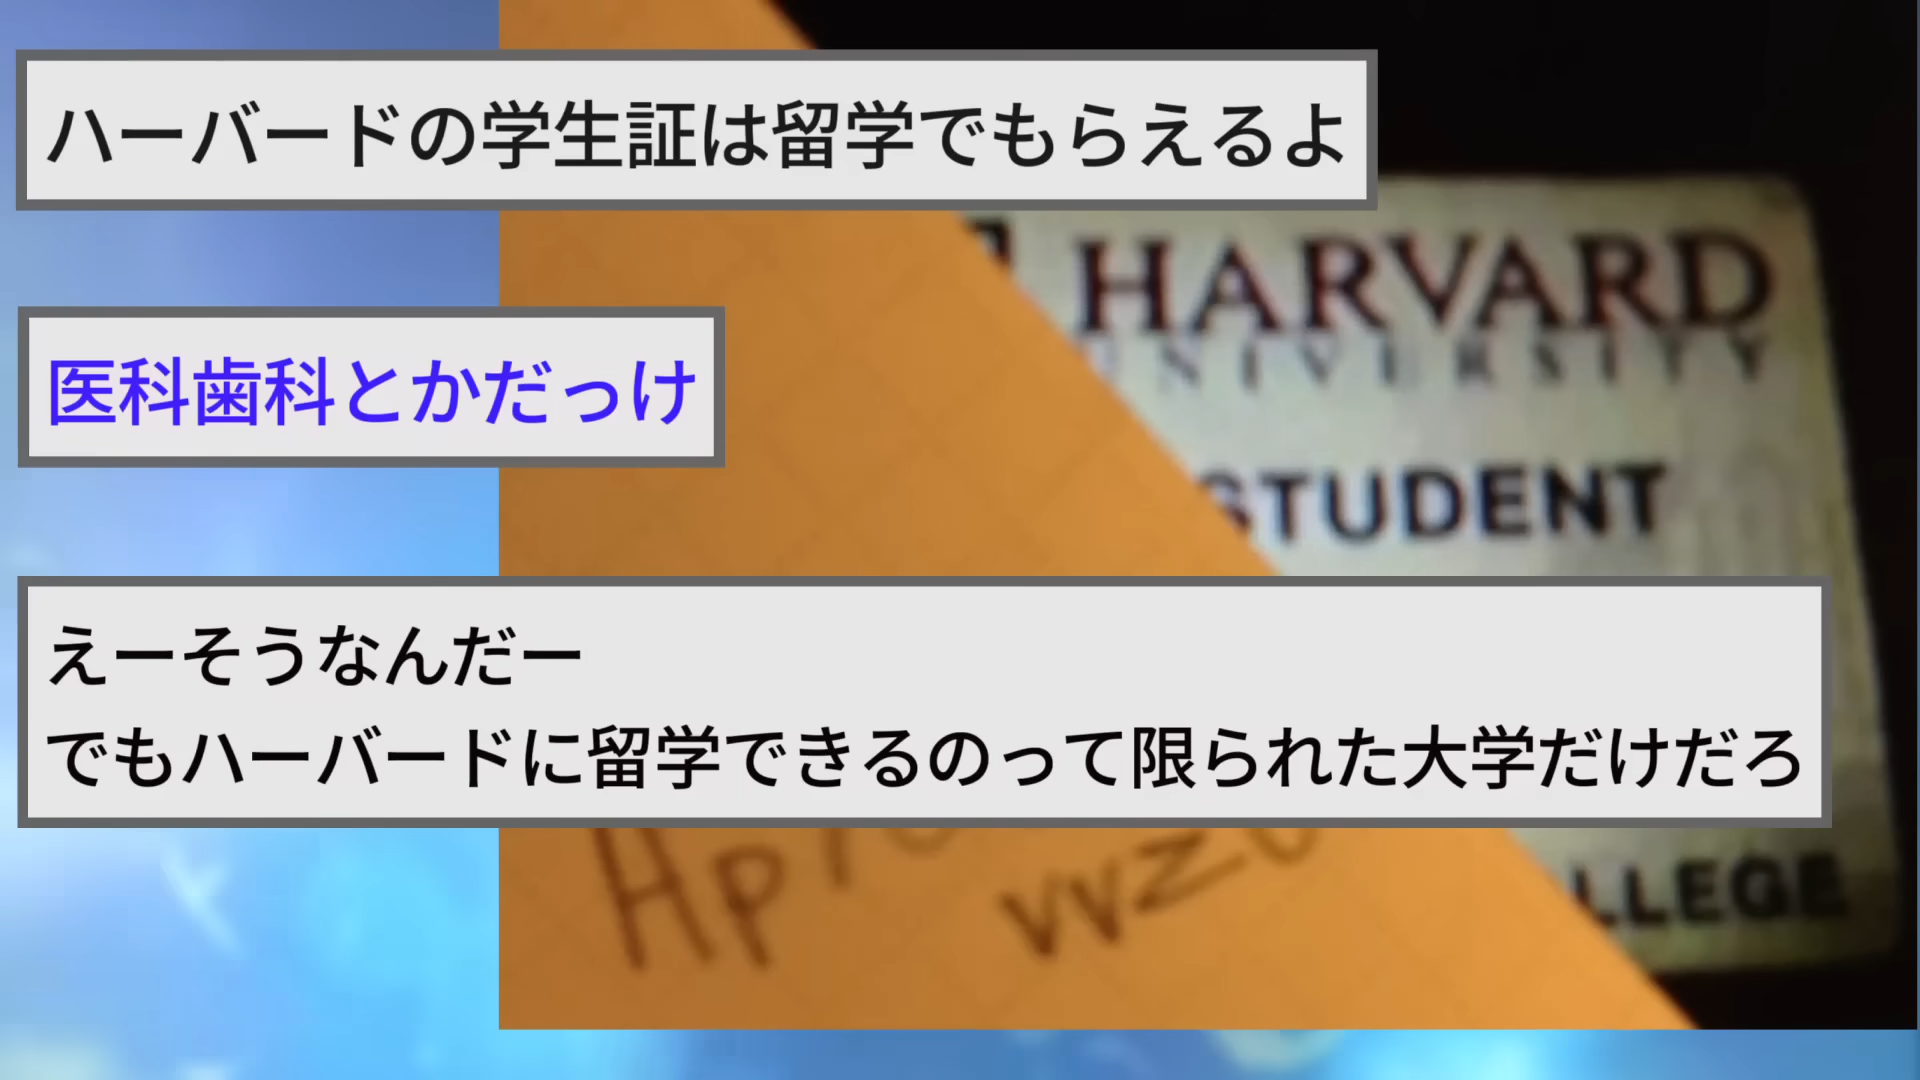 ハーバードの学生証は留学でもらえるよ
HARVARD
UNIVERSITY
医科歯科とかだっけ
STUDENT
えーそうなんだー
でもハーバードに留学できるのって限られた大学だけだろ
LLEGE